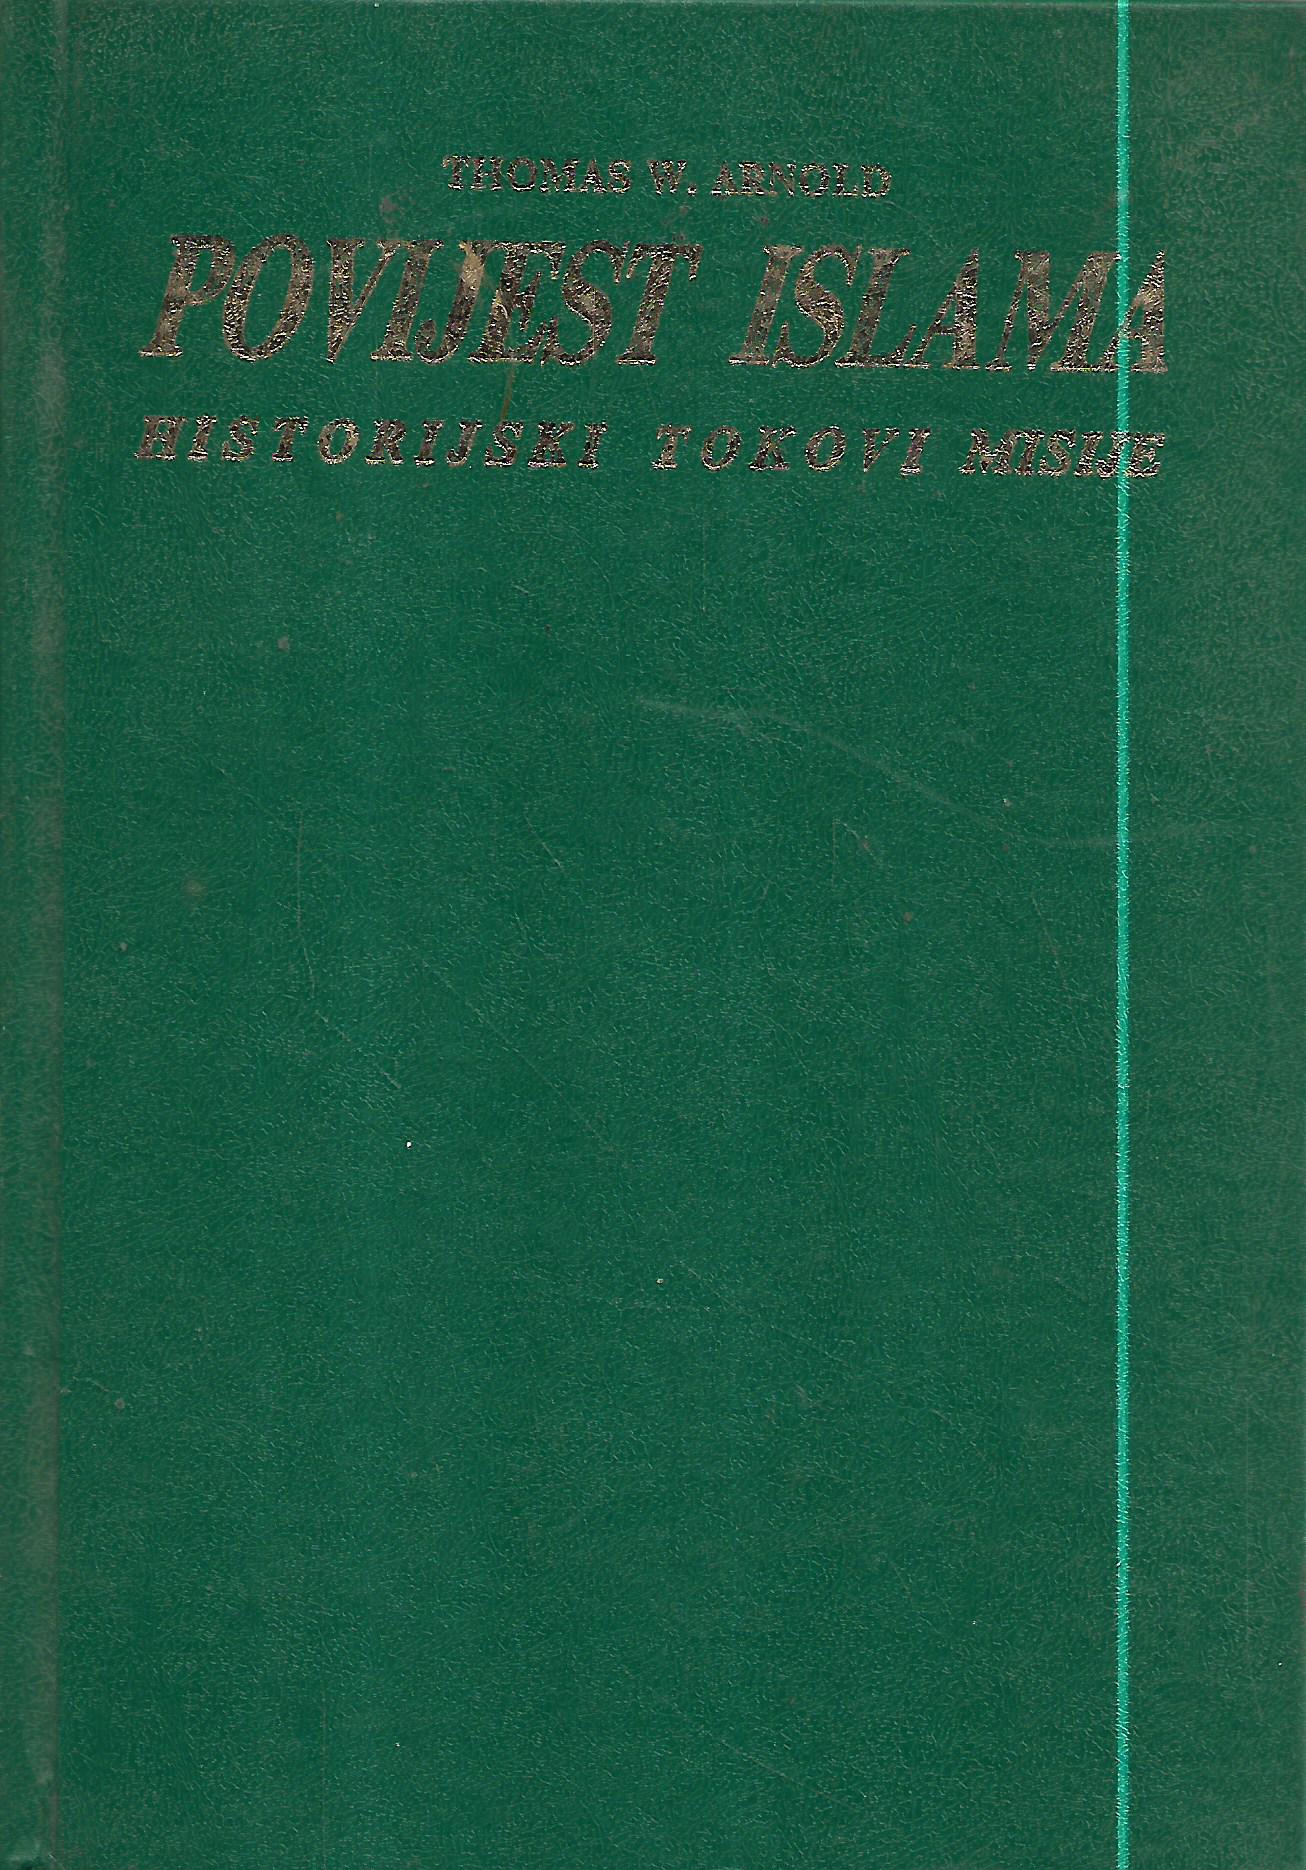 THOMAS W. ARNOLD
POVIJEST ISLAMA
HISTORIJSKI TOKOVI MISIJE